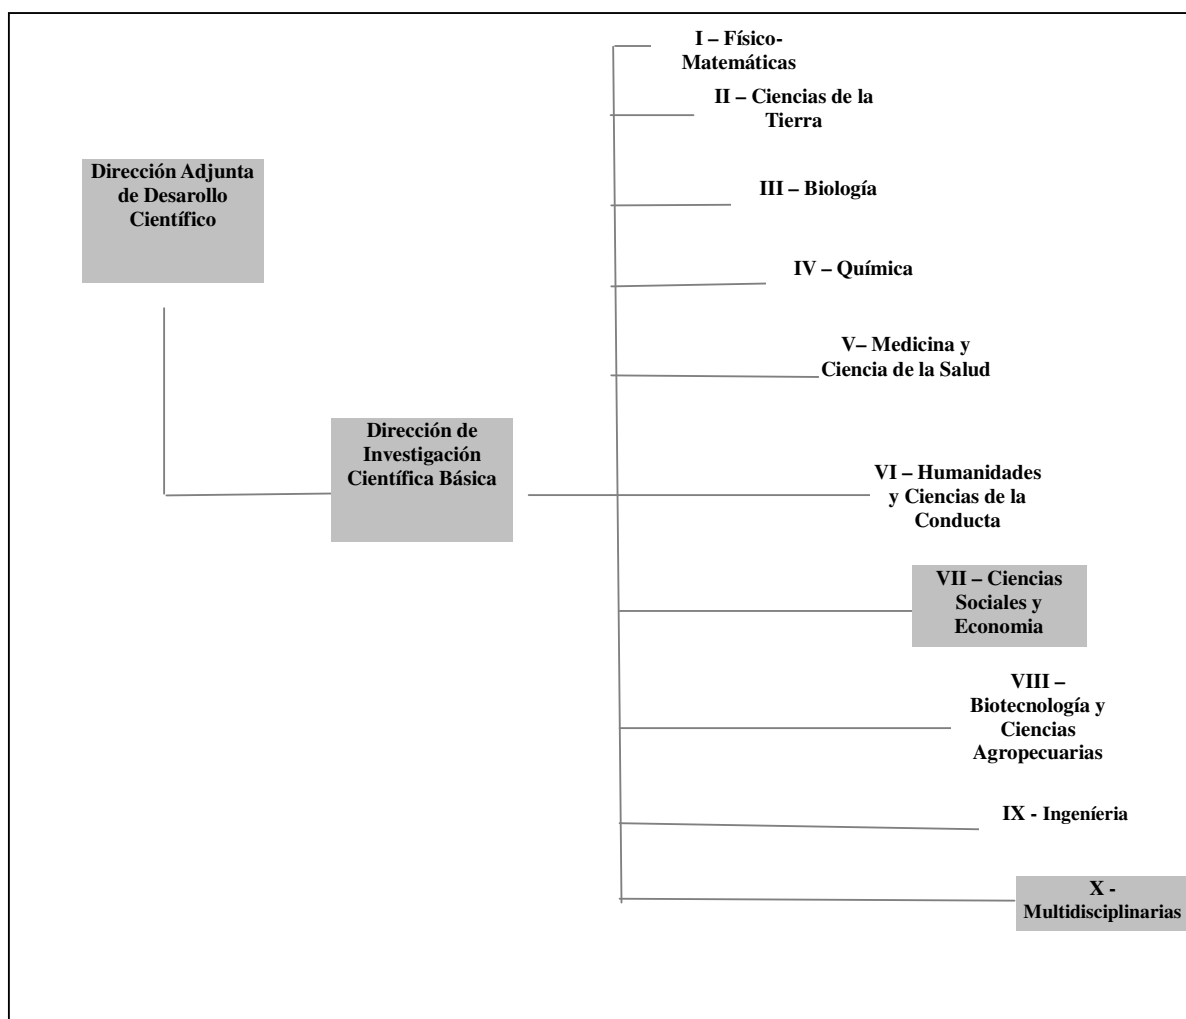 I – Físico-
Matemáticas
II – Ciencias de la
Tierra
Dirección Adjunta
de Desarollo
Científico
III – Biología
IV – Química
V– Medicina y
Ciencia de la Salud
Dirección de
Investigación
Científica Básica
VI – Humanidades
y Ciencias de la
Conducta
VII – Ciencias
Sociales y
Economia
VIII –
Biotecnología y
Ciencias
Agropecuarias
IX - Ingeníeria
X -
Multidisciplinarias